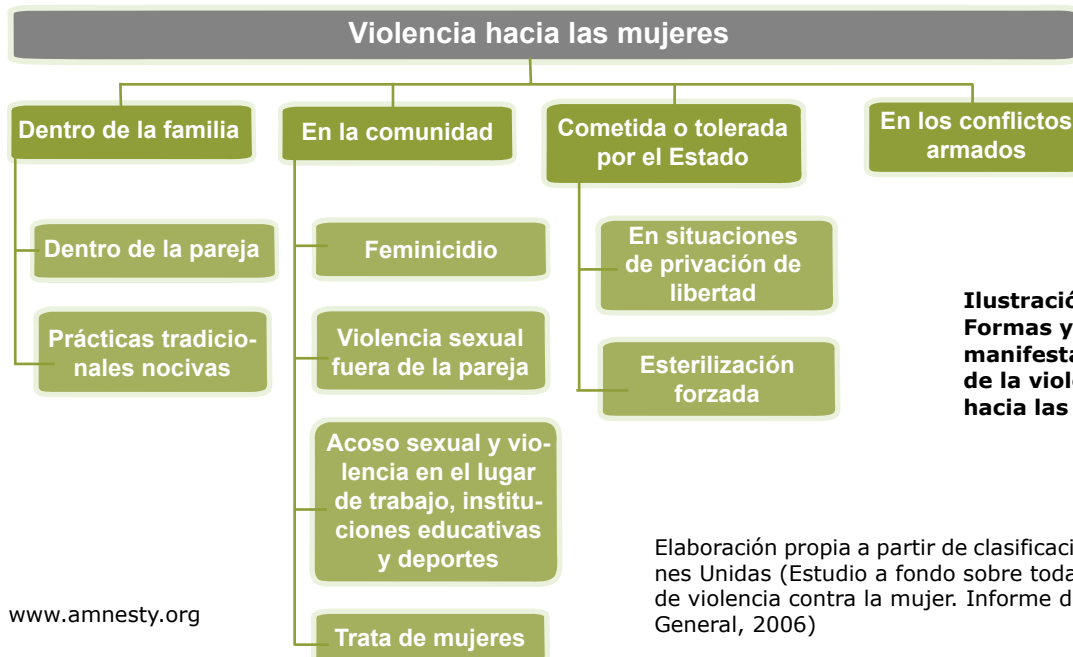 Violencia hacia las mujeres
Dentro de la familia
Dentro de la pareja
Prácticas tradicio-
nales nocivas
En la comunidad
Feminicidio
Violencia sexual
fuera de la pareja
Acoso sexual y vio-
lencia en el lugar
de trabajo, institu-
ciones educativas
y deportes
Trata de mujeres
Cometida o tolerada
por el Estado
En situaciones
de privación de
libertad
Esterilización
forzada
En los conflictos
armados
Formas y
de la
hacia las
Elaboración propia a partir de
nes Unidas (Estudio a fondo sobre
de violencia contra la mujer. Informe
General, 2006)
www.amnesty.org